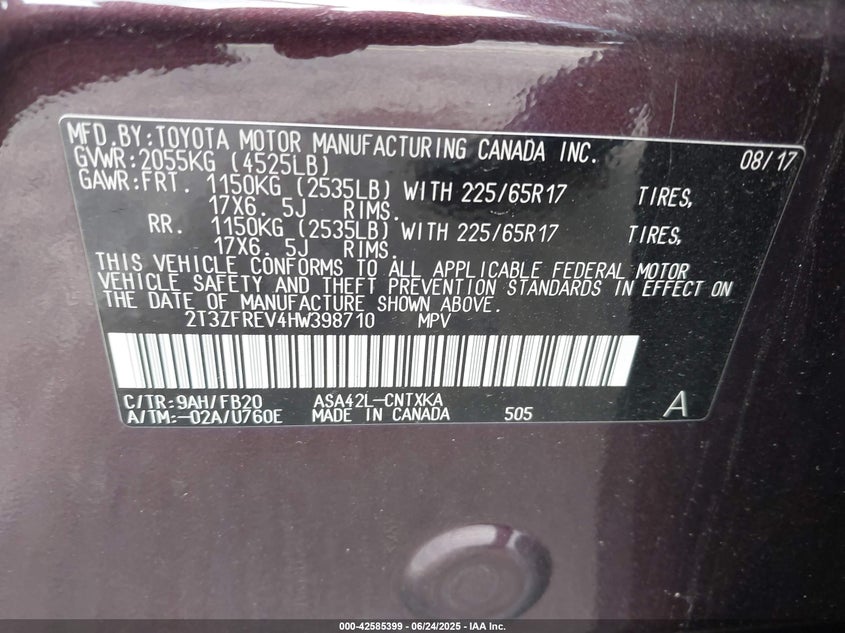 MFD.BY:TOYOTA MOTOR MANUFACTURING CANADA INC. 08/17
GVWR:2055KG (4525LB)
GAWR:FRT. 1150KG (2535LB) WITH 225/65R17 TIRES,
17X6. 5J RIMS.
RR. 1150KG (2535LB) WITH 225/65R17 TIRES,
17X6. 5J RIMS.
THIS VEHICLE CONFORMS TO ALL APPLICABLE FEDERAL MOTOR
VEHICLE SAFETY AND THEFT PREVENTION STANDARDS IN EFFECT ON
THE DATE OF MANUFACTURE SHOWN ABOVE.
2T3ZFREV4HW398710 MPV
C/TR:9AH/FB20 ASA42L-CNTXKA
A/TM:-02A/U760E MADE IN CANADA 505 A
000-42585399 - 06/24/2025 - IAA Inc.